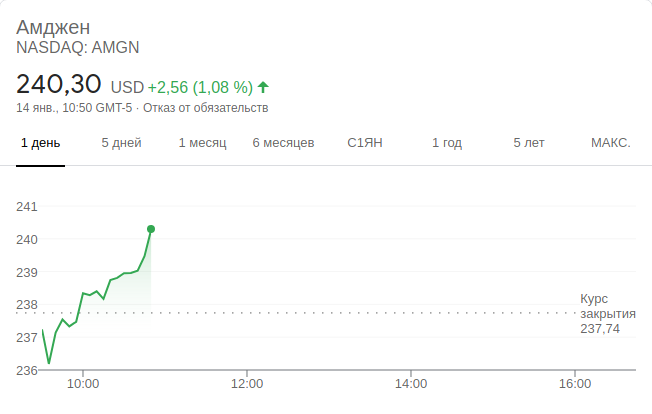 Амджен
NASDAQ: AMGN
240,30 USD +2,56 (1,08 %)
14 янв., 10:50 GMT-5 · Отказ от обязательств
1 день 5 дней 1 месяц 6 месяцев С1ЯН 1 год 5 лет МАКС.
241
240
239
238
237
236
Курс
закрытия
237,74
10:00 12:00 14:00 16:00